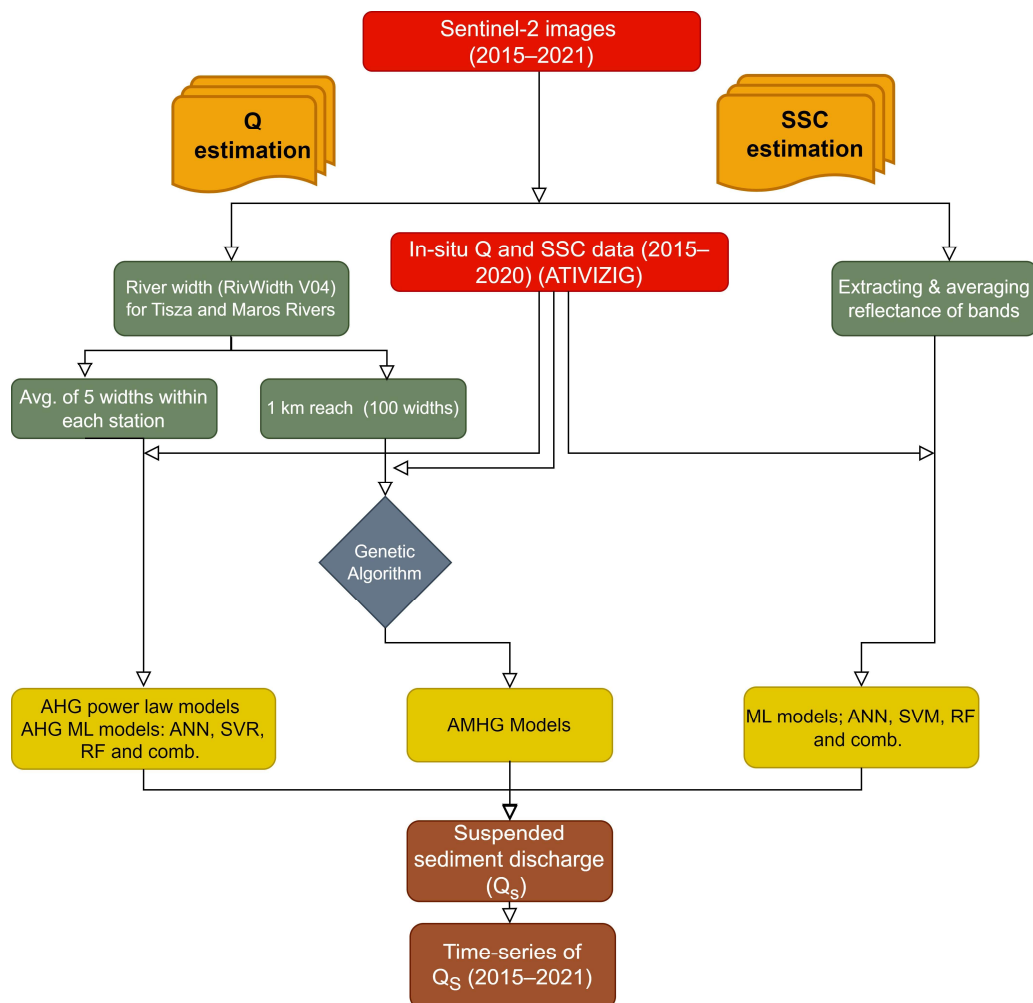 Sentinel-2 images
(2015–2021)
Q
estimation
SSC
estimation
In-situ Q and SSC data (2015–
2020) (ATIVIZIG)
River width (RivWidth V04)
for Tisza and Maros Rivers
Extracting & averaging
reflectance of bands
Avg. of 5 widths within
each station
1 km reach (100 widths)
Genetic
Algorithm
AHG power law models
AHG ML models: ANN, SVR,
RF and comb.
AMHG Models
ML models; ANN, SVM, RF
and comb.
Suspended
sediment discharge
(Qs)
Time-series of
QS (2015–2021)